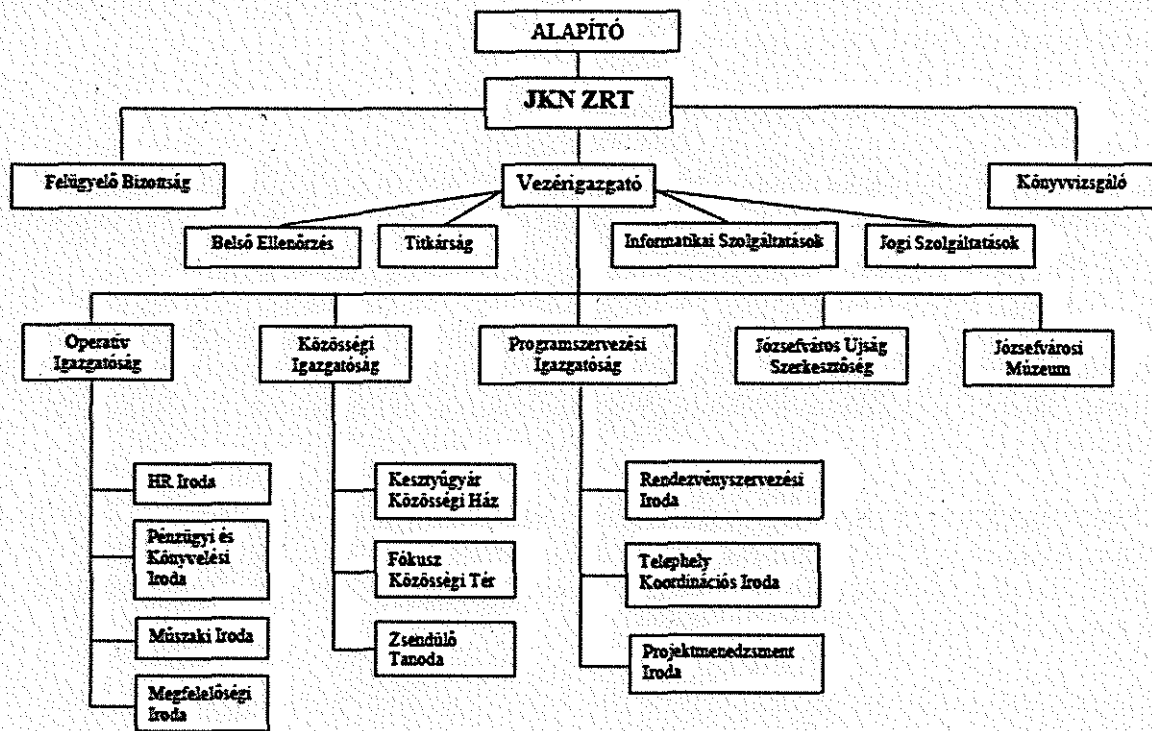 ALAPÍTÓ
JKN ZRT
Felügyelő Bizottság
Vezérigazgató
Könyvvizsgáló
Belső Ellenőrzés
Titkárság
Informatikai Szolgáltatások
Jogi Szolgáltatások
Operatív
Igazgatóság
Közösségi
Igazgatóság
Programszervezési
Igazgatóság
Józsefváros Ujság
Szerkesztőség
Józsefvárosi
Múzeum
HR Iroda
Pénzügyi és
Könyvelési
Iroda
Műszaki Iroda
Megfelelőségi
Iroda
Kesztyűgyár
Közösségi Ház
Fókusz
Közösségi Tér
Zsendülő
Tanoda
Rendezvényszervezési
Iroda
Telephely
Koordinációs Iroda
Projektmenedzsment
Iroda